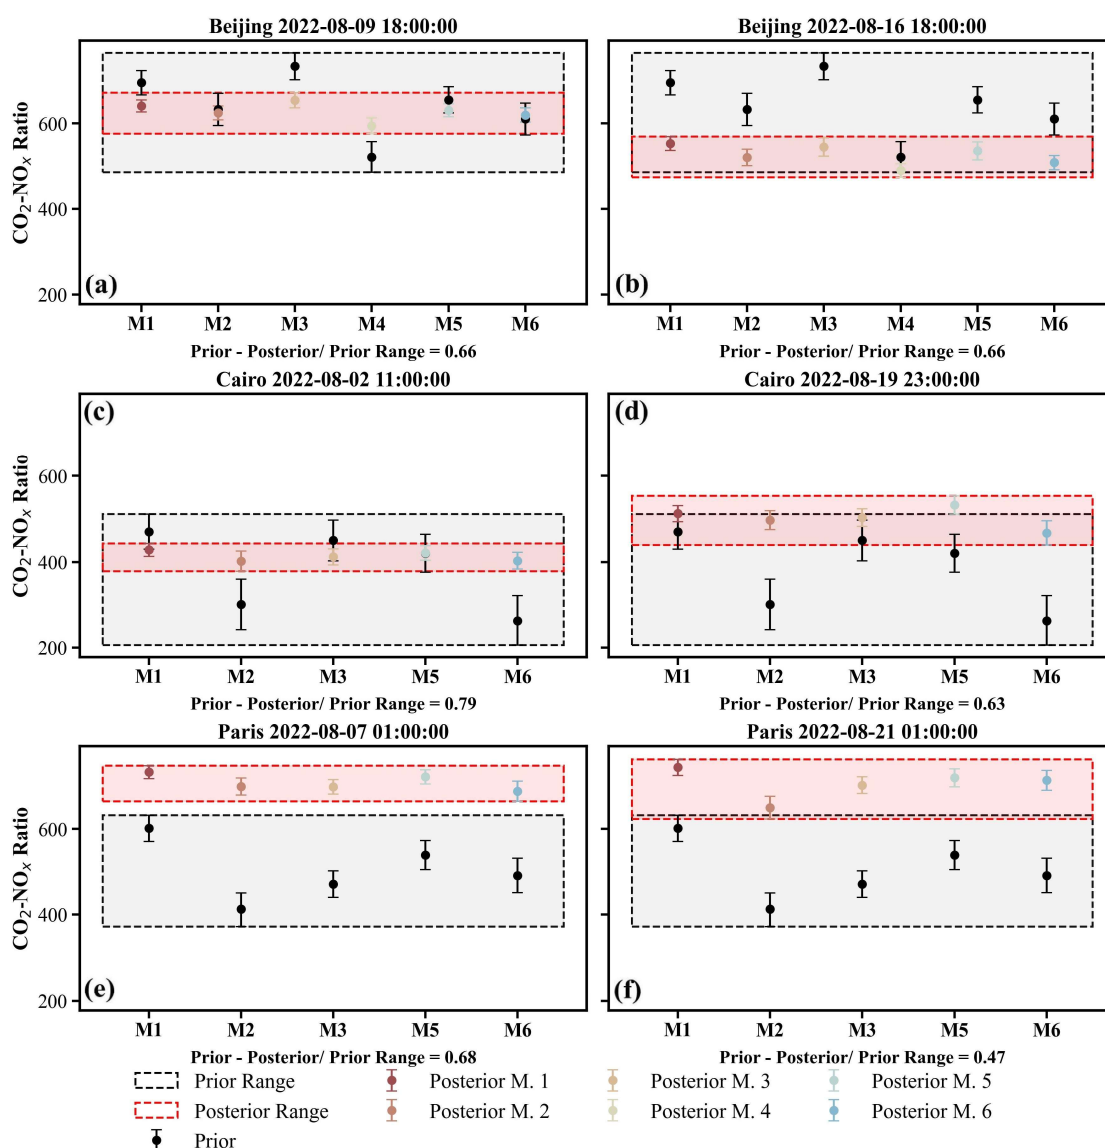 Beijing 2022-08-09 18:00:00
Beijing 2022-08-16 18:00:00
CO₂-NOₓ Ratio
600
400
200
(a)
(b)
M1 M2 M3 M4 M5 M6
M1 M2 M3 M4 M5 M6
Prior - Posterior/ Prior Range = 0.66
Prior - Posterior/ Prior Range = 0.66
Cairo 2022-08-02 11:00:00
Cairo 2022-08-19 23:00:00
(c)
(d)
CO₂-NOₓ Ratio
600
400
200
M1 M2 M3 M5 M6
M1 M2 M3 M5 M6
Prior - Posterior/ Prior Range = 0.79
Prior - Posterior/ Prior Range = 0.63
Paris 2022-08-07 01:00:00
Paris 2022-08-21 01:00:00
CO₂-NOₓ Ratio
600
400
200
(e)
(f)
M1 M2 M3 M5 M6
M1 M2 M3 M5 M6
Prior - Posterior/ Prior Range = 0.68
Prior - Posterior/ Prior Range = 0.47
Prior Range
Posterior Range
Prior
Posterior M. 1
Posterior M. 2
Posterior M. 3
Posterior M. 4
Posterior M. 5
Posterior M. 6